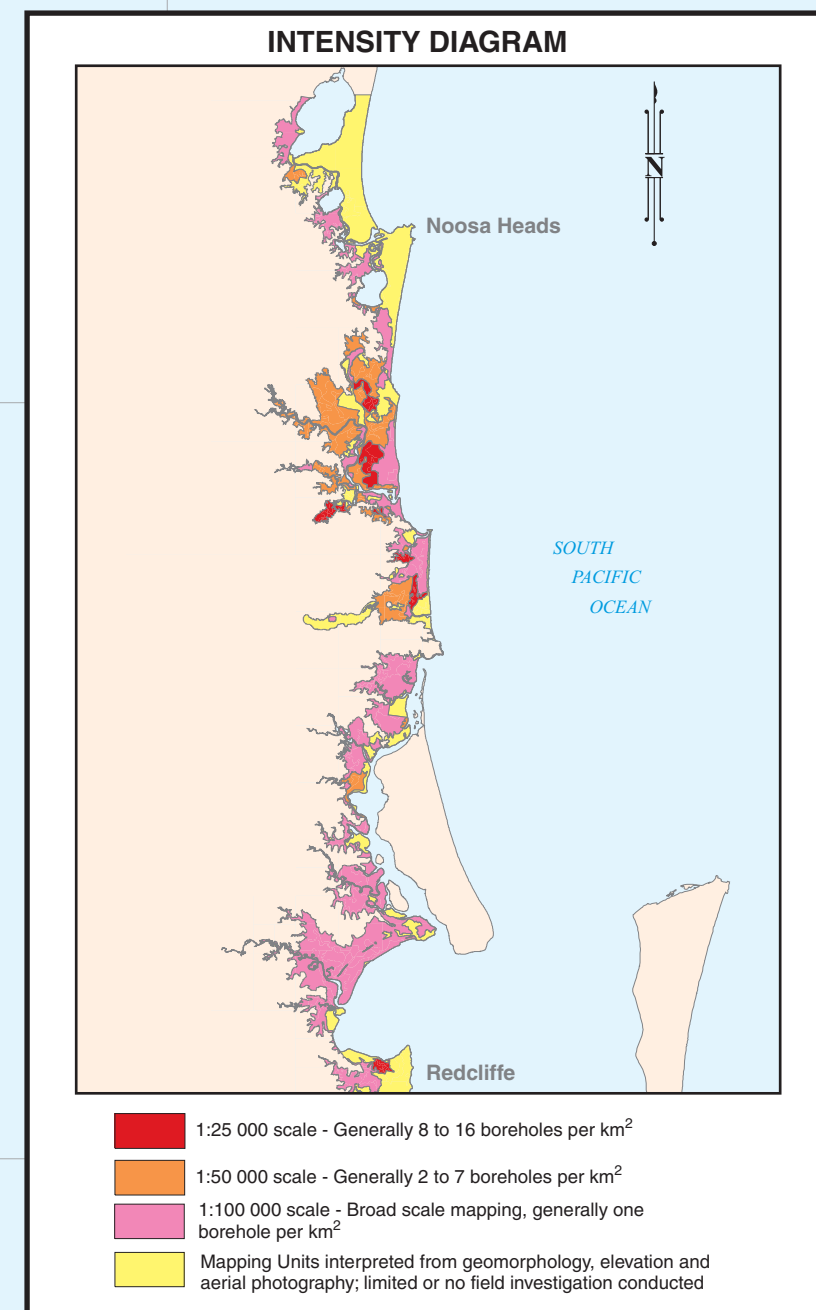 INTENSITY DIAGRAM
N
Noosa Heads
SOUTH
PACIFIC
OCEAN
Redcliffe
1:25 000 scale - Generally 8 to 16 boreholes per km²
1:50 000 scale - Generally 2 to 7 boreholes per km²
1:100 000 scale - Broad scale mapping, generally one
borehole per km²
Mapping Units interpreted from geomorphology, elevation and
aerial photography; limited or no field investigation conducted